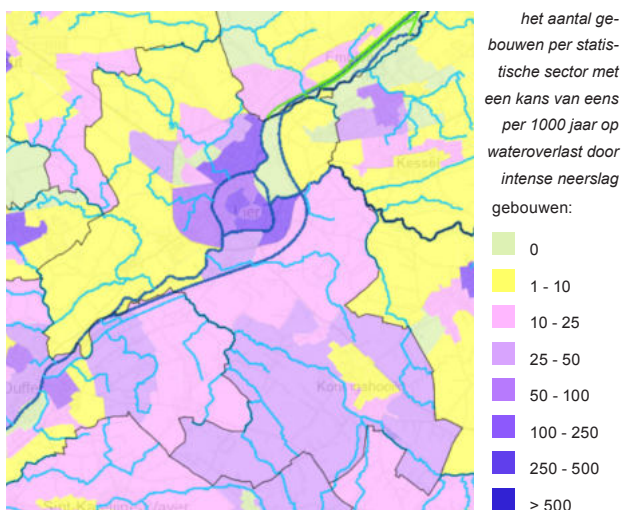 het aantal ge-
bouwen per statis-
tische sector met
een kans van eens
per 1000 jaar op
wateroverlast door
intense neerslag
gebouwen:
0
1 - 10
10 - 25
25 - 50
50 - 100
100 - 250
250 - 500
> 500
Kessel